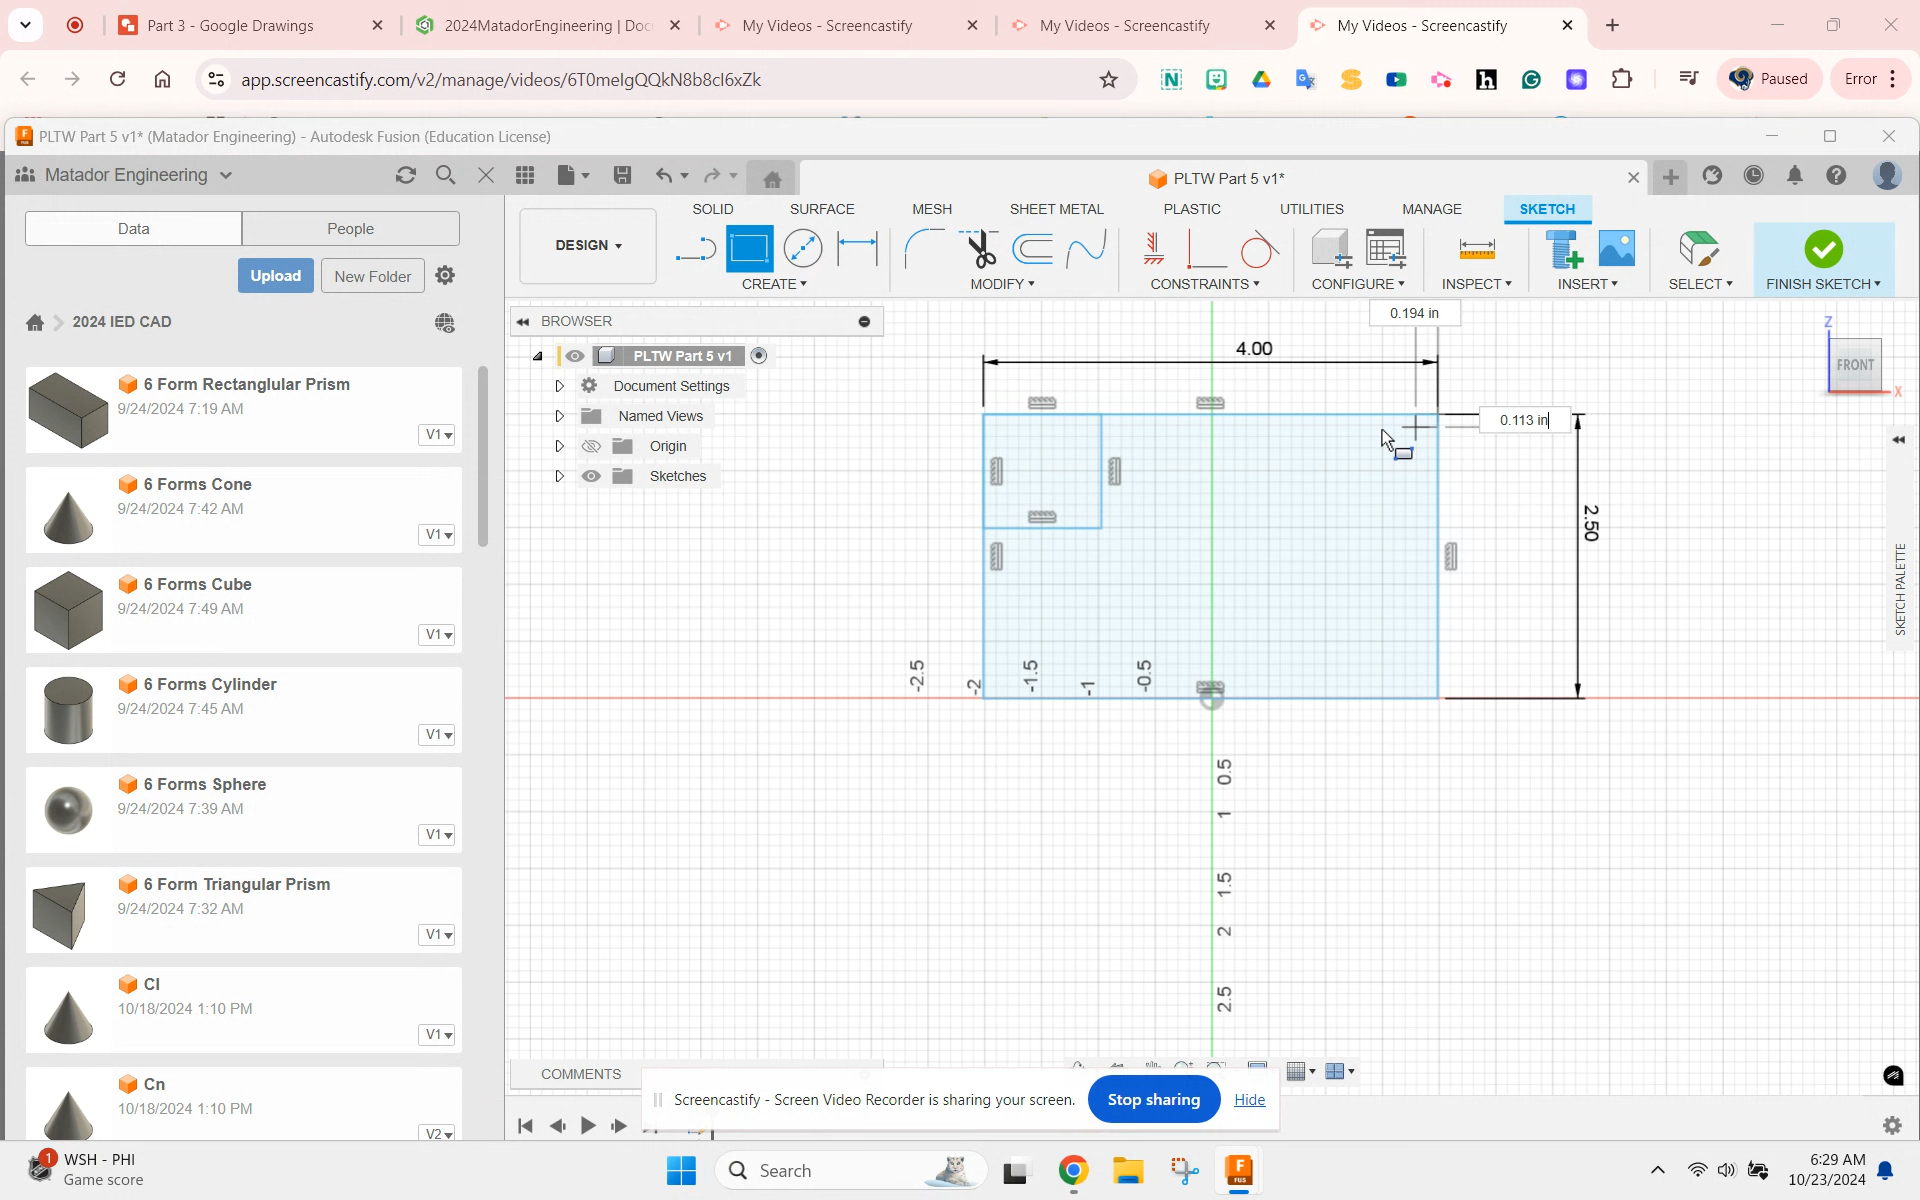 Part 3 - Google Drawings
2024MatadorEngineering | Doc
My Videos - Screencastify
My Videos - Screencastify
My Videos - Screencastify
app.screencastify.com/v2/manage/videos/6T0melgQQkN8b8cl6xZk
Paused
Error
PLTW Part 5 v1* (Matador Engineering) - Autodesk Fusion (Education License)
Matador Engineering
PLTW Part 5 v1*
Data
People
Upload
New Folder
2024 IED CAD
6 Form Rectanglular Prism
9/24/2024 7:19 AM
V1
6 Forms Cone
9/24/2024 7:42 AM
V1
6 Forms Cube
9/24/2024 7:49 AM
V1
6 Forms Cylinder
9/24/2024 7:45 AM
V1
6 Forms Sphere
9/24/2024 7:39 AM
V1
6 Form Triangular Prism
9/24/2024 7:32 AM
V1
CI
10/18/2024 1:10 PM
V1
Cn
10/18/2024 1:10 PM
V2
DESIGN
SOLID
SURFACE
MESH
SHEET METAL
PLASTIC
UTILITIES
MANAGE
SKETCH
CREATE
MODIFY
CONSTRAINTS
CONFIGURE
INSPECT
INSERT
SELECT
FINISH SKETCH
BROWSER
PLTW Part 5 v1
Document Settings
Named Views
Origin
Sketches
0.194 in
4.00
0.113 in
2.50
-2.5
-2
-1.5
-1
-0.5
0.5
1
1.5
2
2.5
Z
FRONT
X
SKETCH PALETTE
COMMENTS
Screencastify - Screen Video Recorder is sharing your screen.
Stop sharing
Hide
1
WSH - PHI
Game score
Search
FUS
6:29 AM
10/23/2024